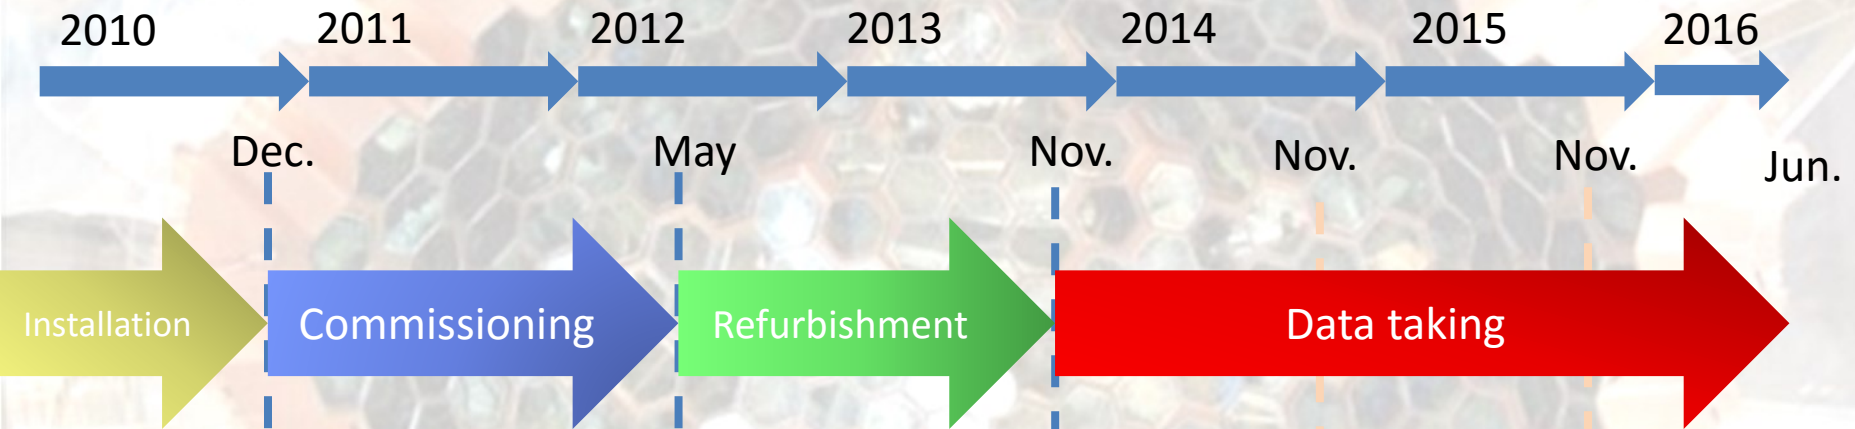 2010 2011 2012 2013 2014 2015 2016
Dec. May Nov. Nov. Nov. Jun.
Installation Commissioning Refurbishment Data taking